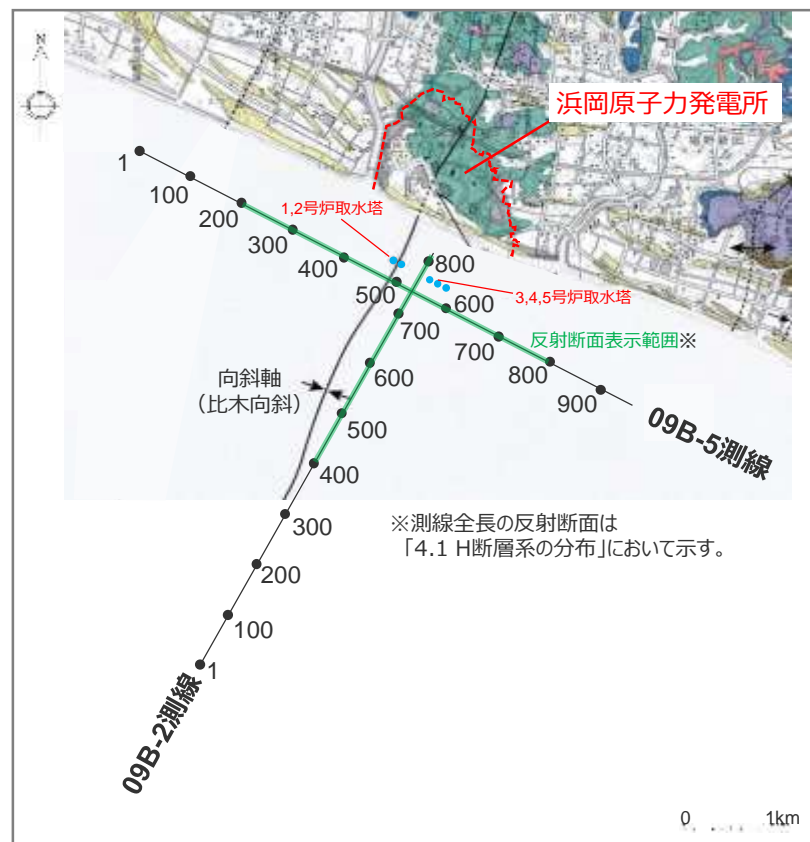 N
浜岡原子力発電所
1
100
200
300
400
500
600
700
800
900
1,2号炉取水塔
3,4,5号炉取水塔
反射断面表示範囲※
09B-5測線
800
700
600
500
400
300
200
100
1
09B-2測線
向斜軸
（比木向斜）
※測線全長の反射断面は
「4.1 H断層系の分布」において示す。
0 1km